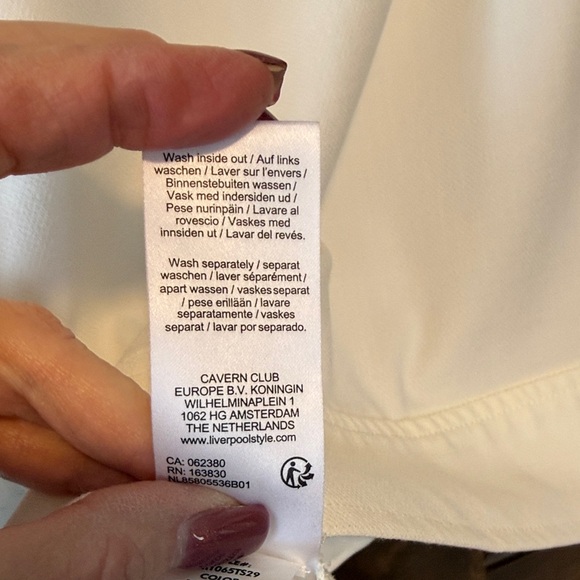 Wash inside out / Auf links
waschen / Laver sur l'envers /
Binnenstebuiten wassen /
Vask med indersiden ud /
Pese nurinpäin / Lavare al
rovescio / Vaskes med
innsiden ut / Lavar del revés.
Wash separately / separat
waschen / laver séparément /
apart wassen / vaskes separat
/ pese erillään / lavare
separatamente / vaskes
separat / lavar por separado.
CAVERN CLUB
EUROPE B.V. KONINGIN
WILHELMINAPLEIN 1
1062 HG AMSTERDAM
THE NETHERLANDS
www.liverpoolstyle.com
CA: 062380
RN: 163830
NL85805536B01